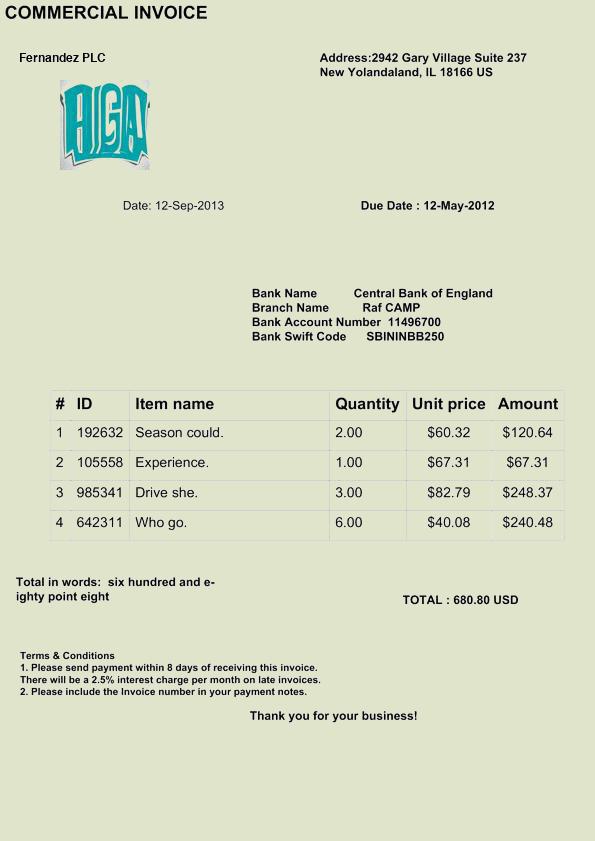 COMMERCIAL INVOICE
Fernandez PLC
Address:2942 Gary Village Suite 237
New Yolandaland, IL 18166 US
Date: 12-Sep-2013
Due Date : 12-May-2012
Bank Name Central Bank of England
Branch Name Raf CAMP
Bank Account Number 11496700
Bank Swift Code SBININBB250
# ID Item name Quantity Unit price Amount
1 192632 Season could. 2.00 $60.32 $120.64
2 105558 Experience. 1.00 $67.31 $67.31
3 985341 Drive she. 3.00 $82.79 $248.37
4 642311 Who go. 6.00 $40.08 $240.48
Total in words: six hundred and e-
ighty point eight
TOTAL : 680.80 USD
Terms & Conditions
1. Please send payment within 8 days of receiving this invoice.
There will be a 2.5% interest charge per month on late invoices.
2. Please include the Invoice number in your payment notes.
Thank you for your business!